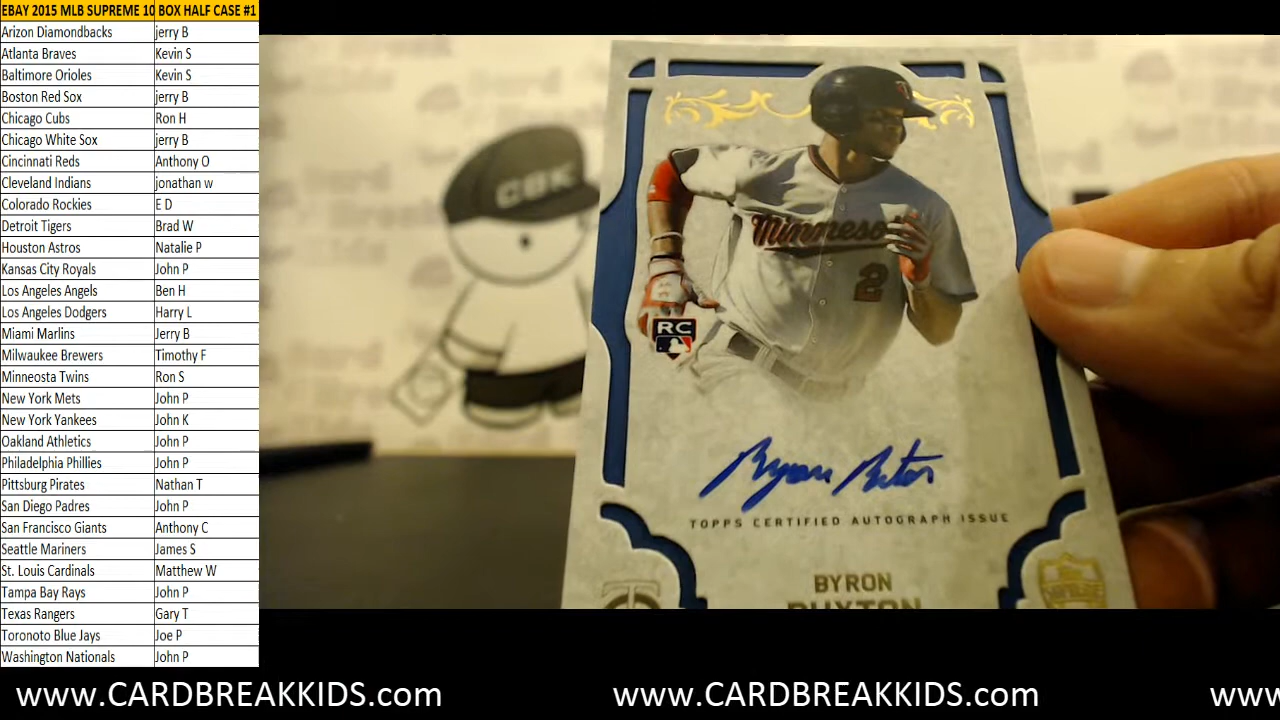 EBAY 2015 MLB SUPREME 10 BOX HALF CASE #1
Arizon Diamondbacks jerry B
Atlanta Braves Kevin S
Baltimore Orioles Kevin S
Boston Red Sox jerry B
Chicago Cubs Ron H
Chicago White Sox jerry B
Cincinnati Reds Anthony O
Cleveland Indians jonathan w
Colorado Rockies E D
Detroit Tigers Brad W
Houston Astros Natalie P
Kansas City Royals John P
Los Angeles Angels Ben H
Los Angeles Dodgers Harry L
Miami Marlins Jerry B
Milwaukee Brewers Timothy F
Minneosta Twins Ron S
New York Mets John P
New York Yankees John K
Oakland Athletics John P
Philadelphia Phillies John P
Pittsburg Pirates Nathan T
San Diego Padres John P
San Francisco Giants Anthony C
Seattle Mariners James S
St. Louis Cardinals Matthew W
Tampa Bay Rays John P
Texas Rangers Gary T
Toronoto Blue Jays Joe P
Washington Nationals John P
CBK
Minneso
2
RC
Byron Buxton
TOPPS CERTIFIED AUTOGRAPH ISSUE
BYRON
BUXTON
www.CARDBREAKKIDS.com www.CARDBREAKKIDS.com www